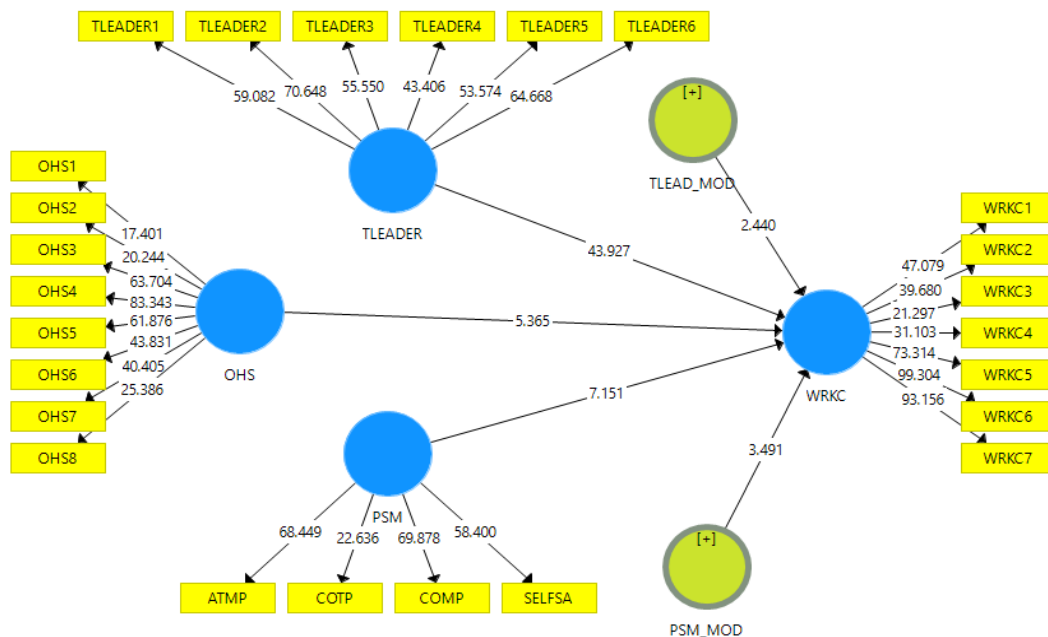 TLEADER1 TLEADER2 TLEADER3 TLEADER4 TLEADER5 TLEADER6
59.082 70.648 55.550 43.406 53.574 64.668
TLEADER
[+]
TLEAD_MOD
2.440
43.927
OHS1
OHS2
OHS3
OHS4
OHS5
OHS6
OHS7
OHS8
17.401
20.244
63.704
83.343
61.876
43.831
40.405
25.386
OHS
5.365
WRKC
47.079
39.680
21.297
31.103
73.314
99.304
93.156
WRKC1
WRKC2
WRKC3
WRKC4
WRKC5
WRKC6
WRKC7
7.151
3.491
PSM
68.449 22.636 69.878 58.400
ATMP COTP COMP SELFSA
[+]
PSM_MOD